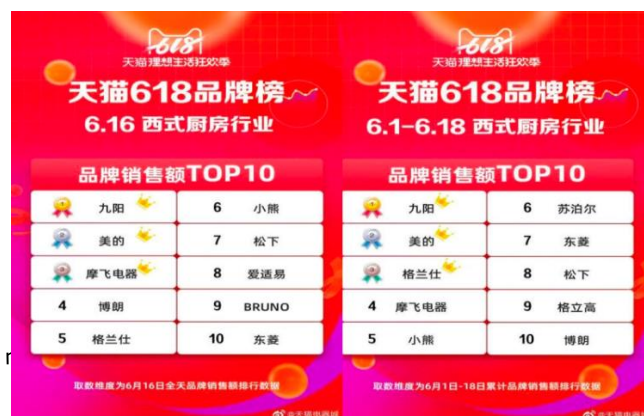 618
天猫理想生活狂欢季
天猫618品牌榜
6.16 西式厨房行业
品牌销售额TOP10
九阳
美的
摩飞电器
4 博朗
5 格兰仕
6 小熊
7 松下
8 爱适易
9 BRUNO
10 东菱
取数维度为6月16日全天品牌销售额排行数据
618
天猫理想生活狂欢季
天猫618品牌榜
6.1-6.18 西式厨房行业
品牌销售额TOP10
九阳
美的
格兰仕
4 摩飞电器
5 小熊
6 苏泊尔
7 东菱
8 松下
9 格立高
10 博朗
取数维度为6月1日-18日累计品牌销售额排行数据
@天猫电器城